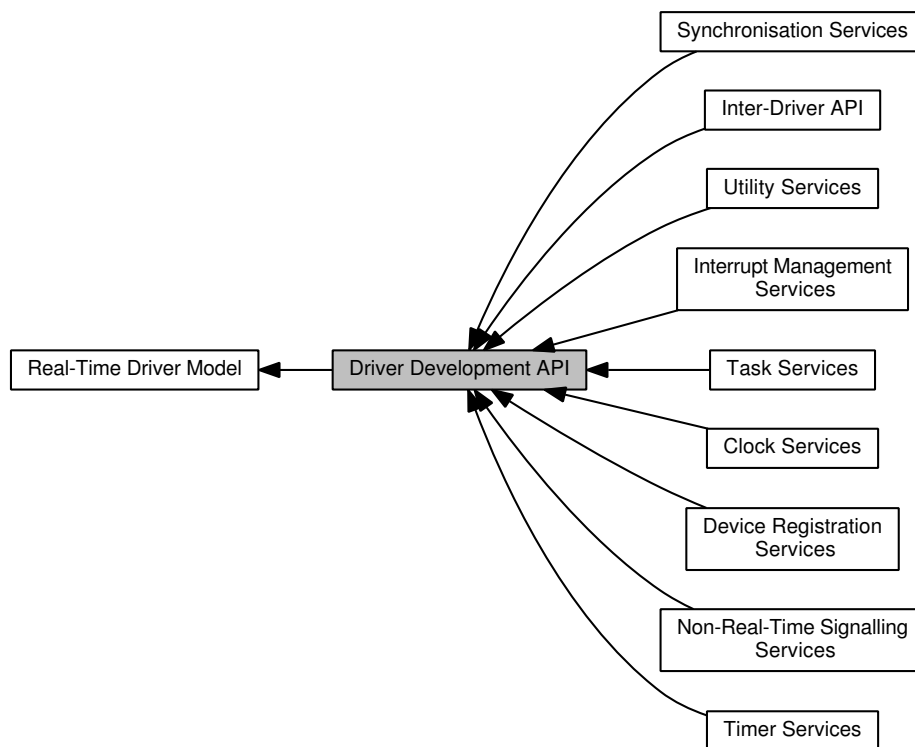 Synchronisation Services
Inter-Driver API
Utility Services
Interrupt Management
Services
Real-Time Driver Model
Driver Development API
Task Services
Clock Services
Device Registration
Services
Non-Real-Time Signalling
Services
Timer Services